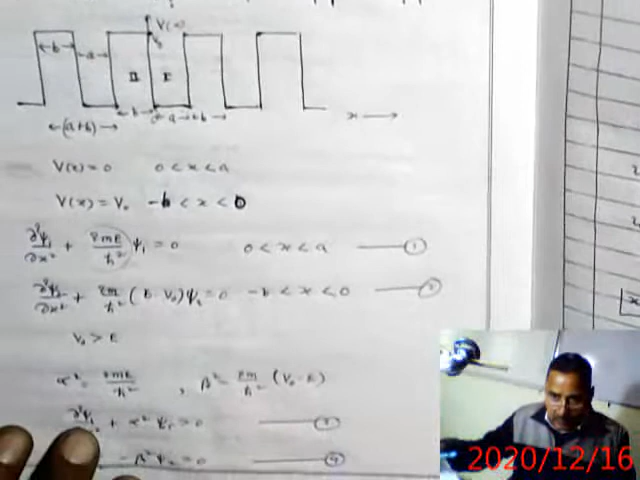 V(x)
V₀
←b→
←a→
II I
←b→ ←a→ ←b→
←(a+b)→
x ⟶
V(x) = 0 0 < x < a
V(x) = V₀ -b < x < 0
∂²ψ₁/∂x² + 2mE/ħ² ψ₁ = 0 0 < x < a —— ①
∂²ψ₂/∂x² + 2m/ħ² (E - V₀)ψ₂ = 0 -b < x < 0 —— ②
V₀ > E
α² = 2mE/ħ² , β² = 2m/ħ² (V₀ - E)
∂²ψ₁ + α² ψ₁ = 0 —— ③
- β² ψ₂ = 0 —— ④
2020/12/16